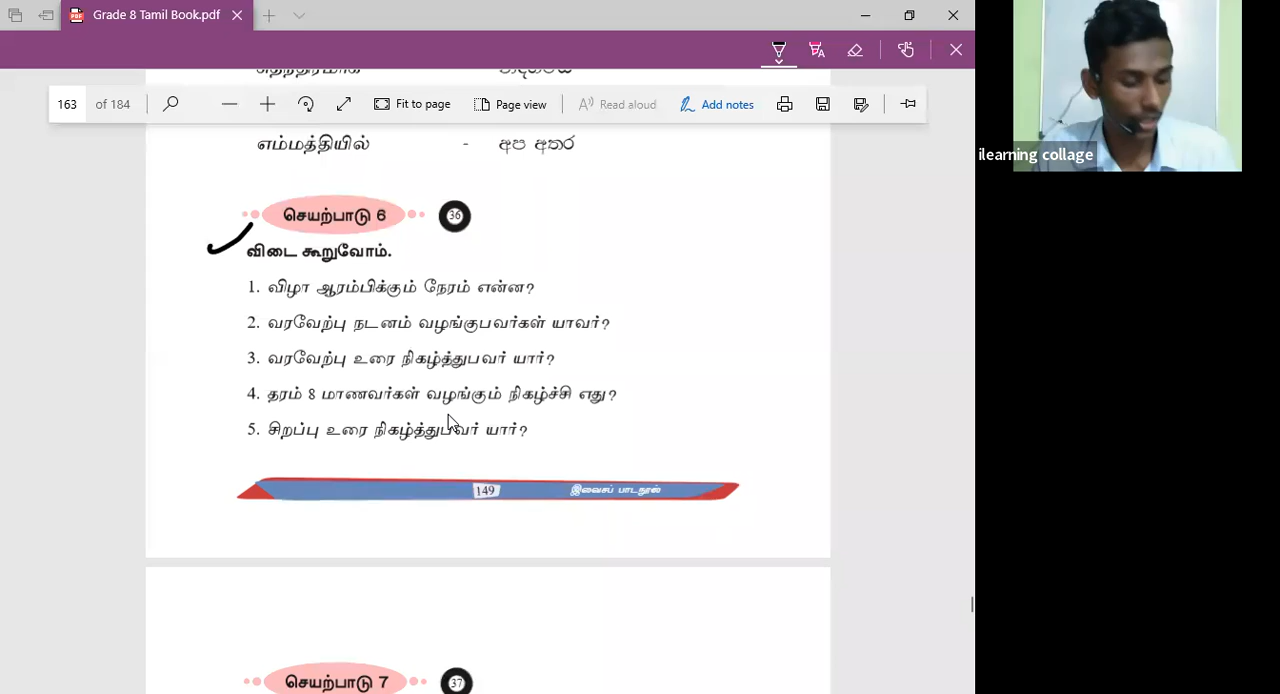 Grade 8 Tamil Book.pdf
163 of 184
Fit to page
Page view
Read aloud
Add notes
ilearning collage
எம்மத்தியில் - අප අතර
செயற்பாடு 6 36
விடை கூறுவோம்.
1. விழா ஆரம்பிக்கும் நேரம் என்ன?
2. வரவேற்பு நடனம் வழங்குபவர்கள் யாவர்?
3. வரவேற்பு உரை நிகழ்த்துபவர் யார்?
4. தரம் 8 மாணவர்கள் வழங்கும் நிகழ்ச்சி எது?
5. சிறப்பு உரை நிகழ்த்துபவர் யார்?
149 இலவசப் பாடநூல்
செயற்பாடு 7 37